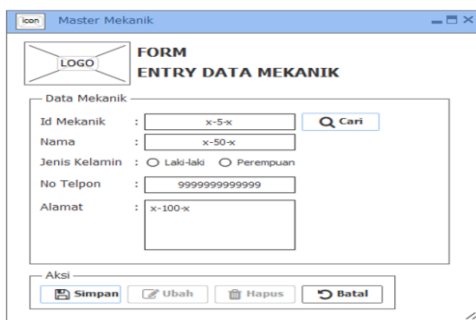 icon Master Mekanik
LOGO
FORM
ENTRY DATA MEKANIK
Data Mekanik
Id Mekanik : x-5-x Cari
Nama : x-50-x
Jenis Kelamin : Laki-laki Perempuan
No Telpon : 9999999999999
Alamat : x-100-x
Aksi
Simpan Ubah Hapus Batal